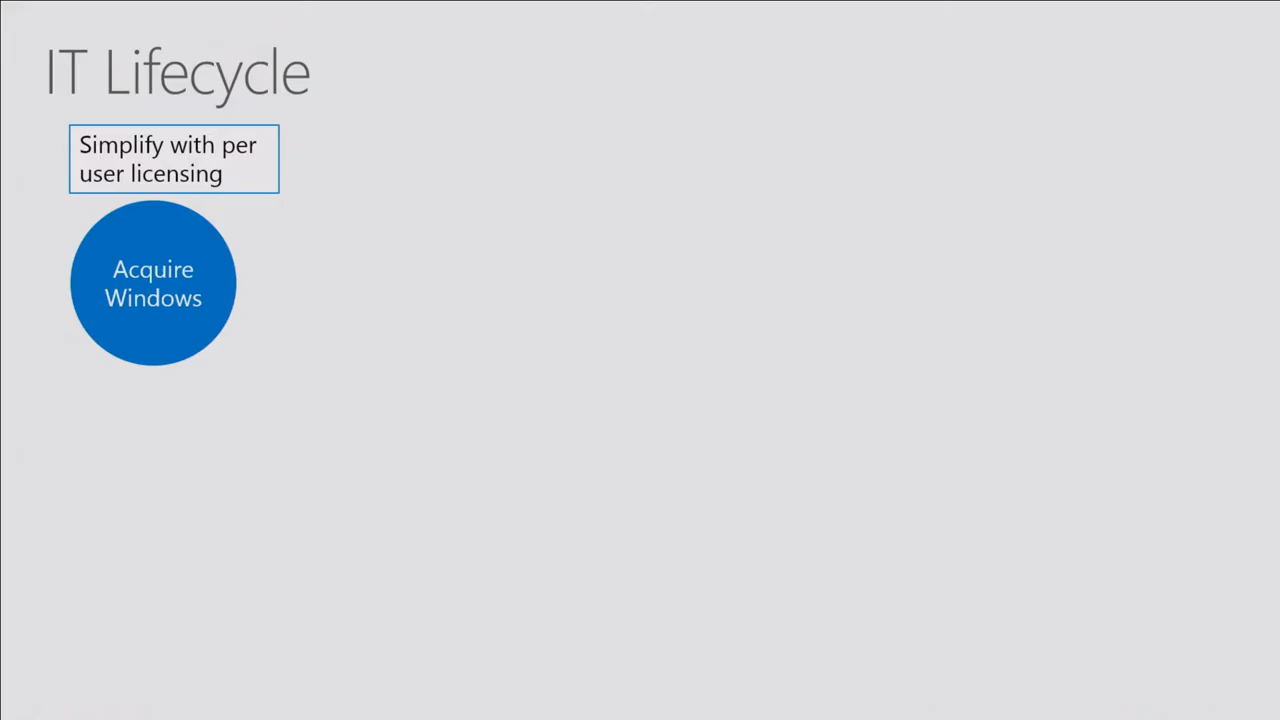 IT Lifecycle
Simplify with per
user licensing
Acquire
Windows